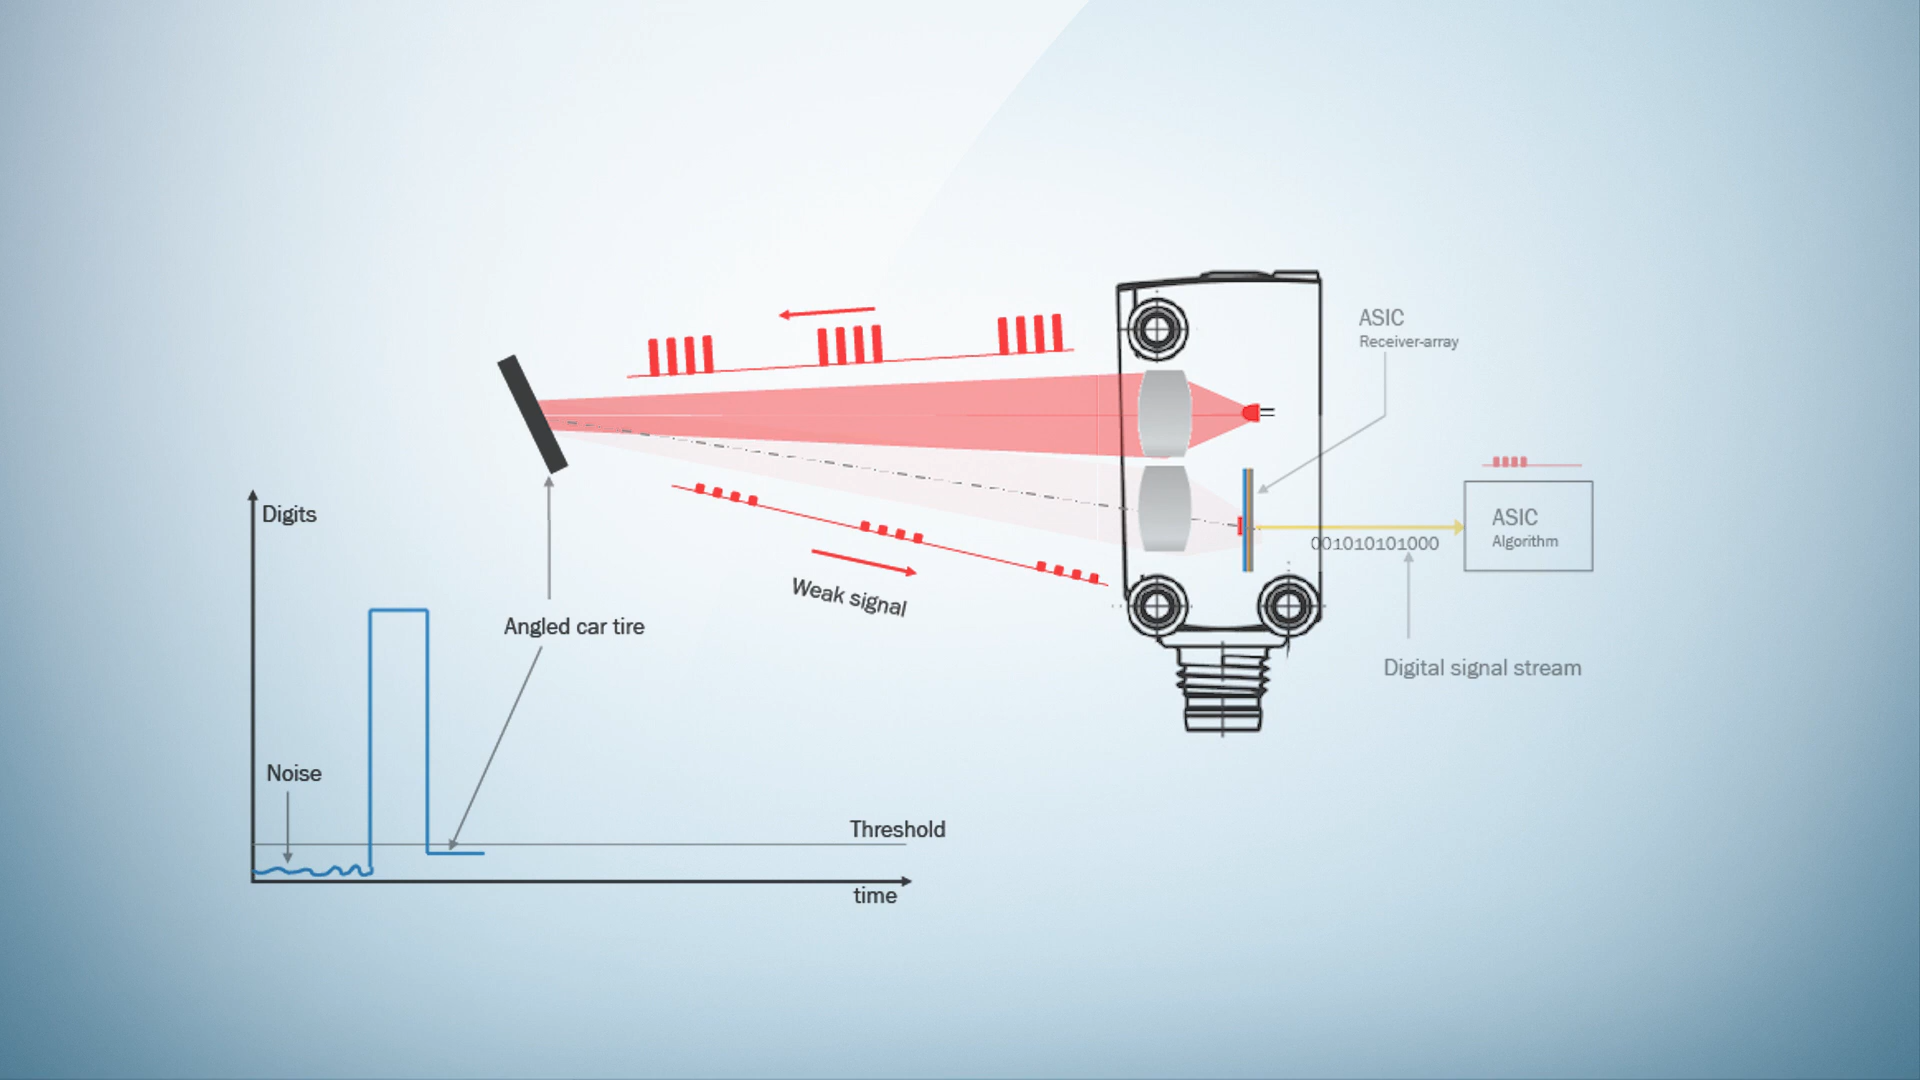 ASIC
Receiver-array
Digits
ASIC
Algorithm
001010101000
Weak signal
Angled car tire
Digital signal stream
Noise
Threshold
time